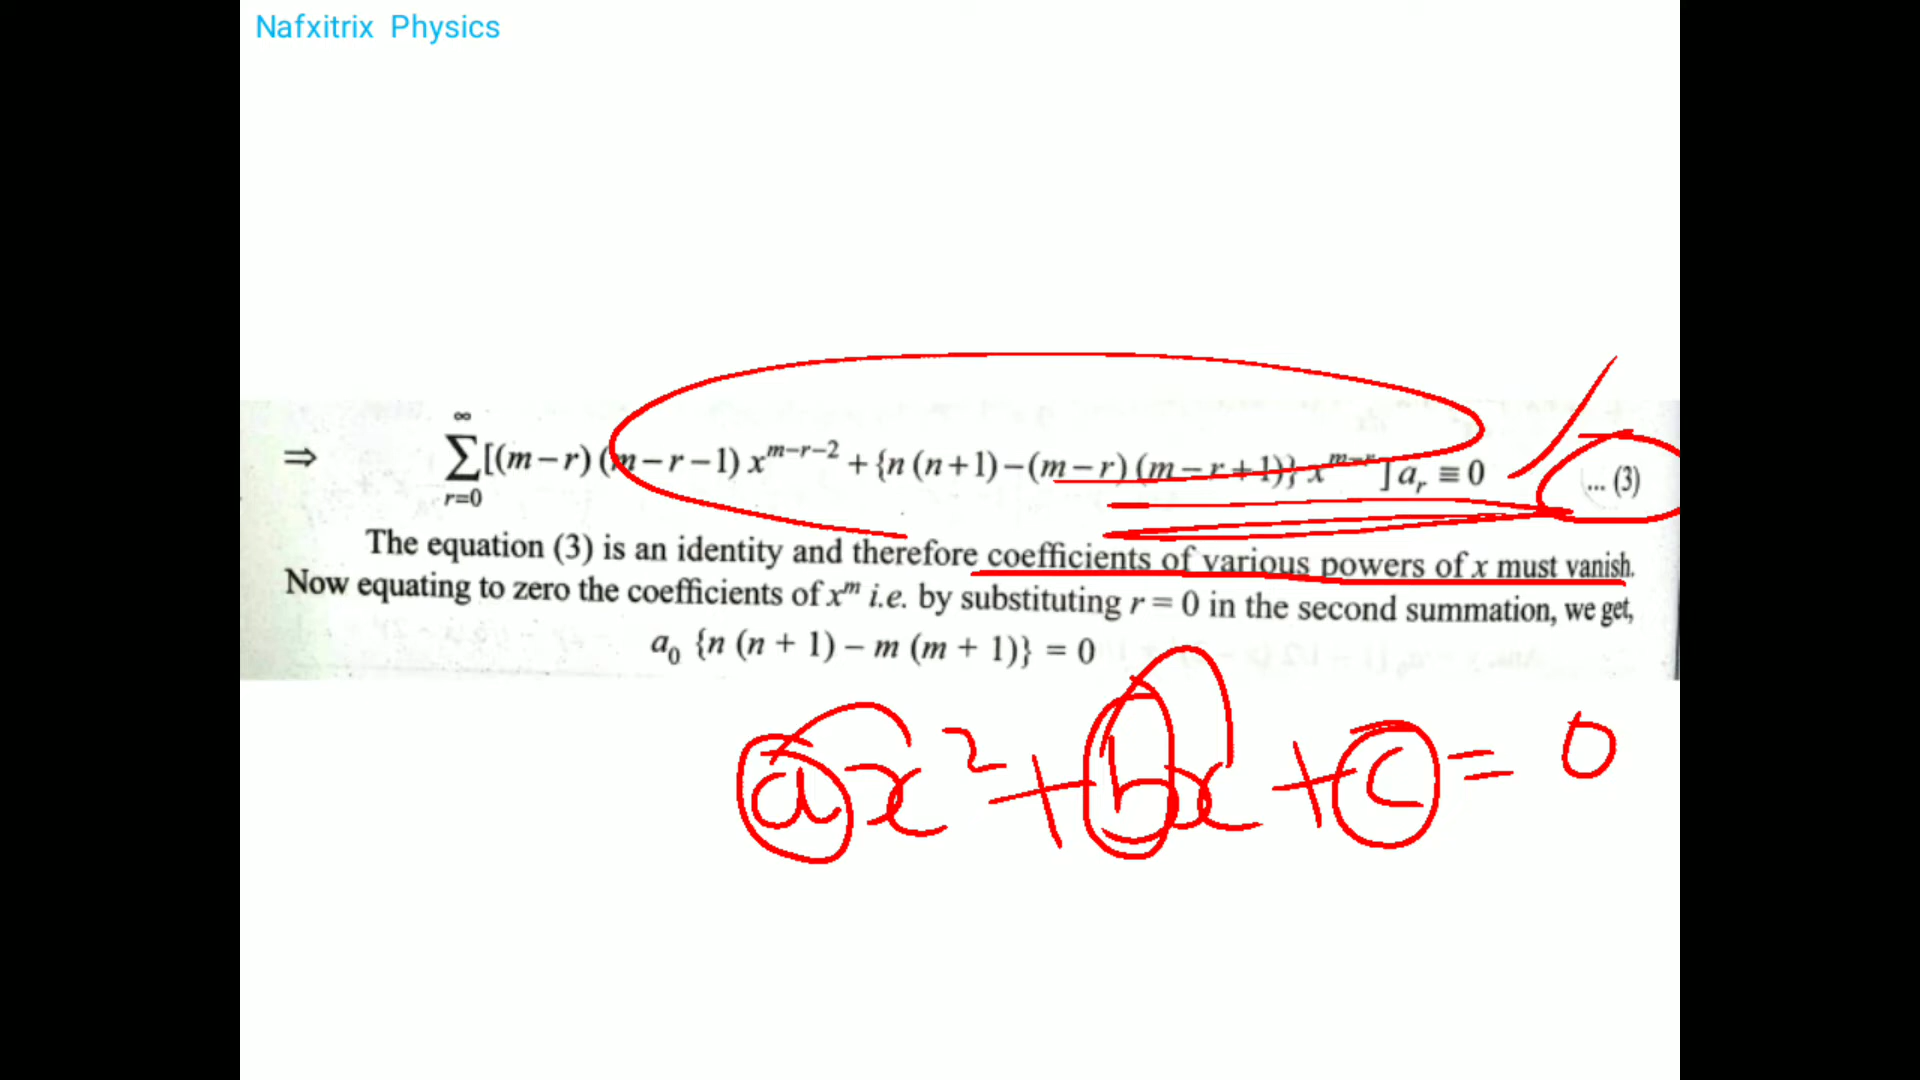 Nafxitrix Physics
∞
⇒ ∑[(m−r)(m−r−1) x^{m−r−2} + {n (n+1)−(m−r)(m−r+1)} x^{m−r}] a_r ≡ 0 ... (3)
r=0
The equation (3) is an identity and therefore coefficients of various powers of x must vanish.
Now equating to zero the coefficients of x^m i.e. by substituting r = 0 in the second summation, we get,
a₀ {n (n + 1) – m (m + 1)} = 0
ax² + bx + c = 0